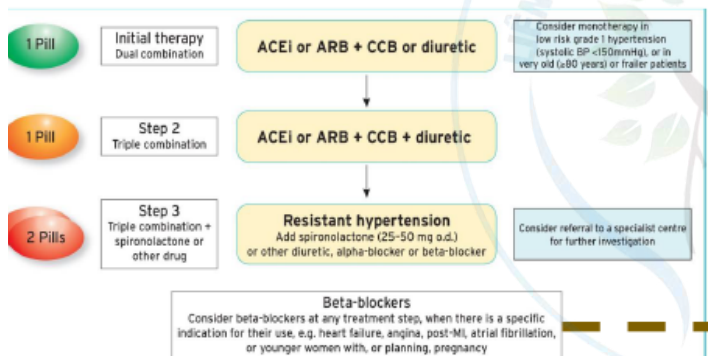 1 Pill
Initial therapy
Dual combination
ACEi or ARB + CCB or diuretic
Consider monotherapy in
low risk grade 1 hypertension
(systolic BP <150mmHg), or in
very old (≥80 years) or frailer patients
1 Pill
Step 2
Triple combination
ACEi or ARB + CCB + diuretic
2 Pills
Step 3
Triple combination +
spironolactone or
other drug
Resistant hypertension
Add spironolactone (25–50 mg o.d.)
or other diuretic, alpha-blocker or beta-blocker
Consider referral to a specialist centre
for further investigation
Beta-blockers
Consider beta-blockers at any treatment step, when there is a specific
indication for their use, e.g. heart failure, angina, post-MI, atrial fibrillation,
or younger women with, or planning, pregnancy